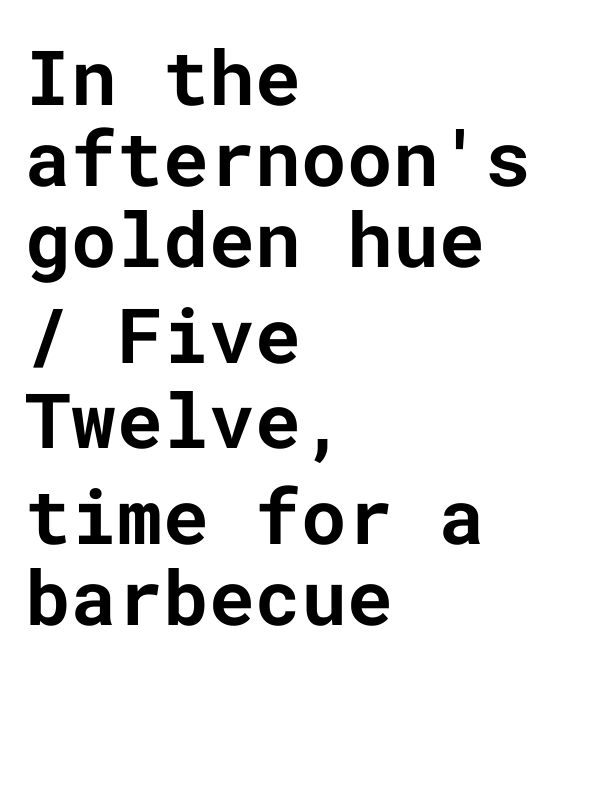 In the
afternoon's
golden hue
/ Five
Twelve,
time for a
barbecue